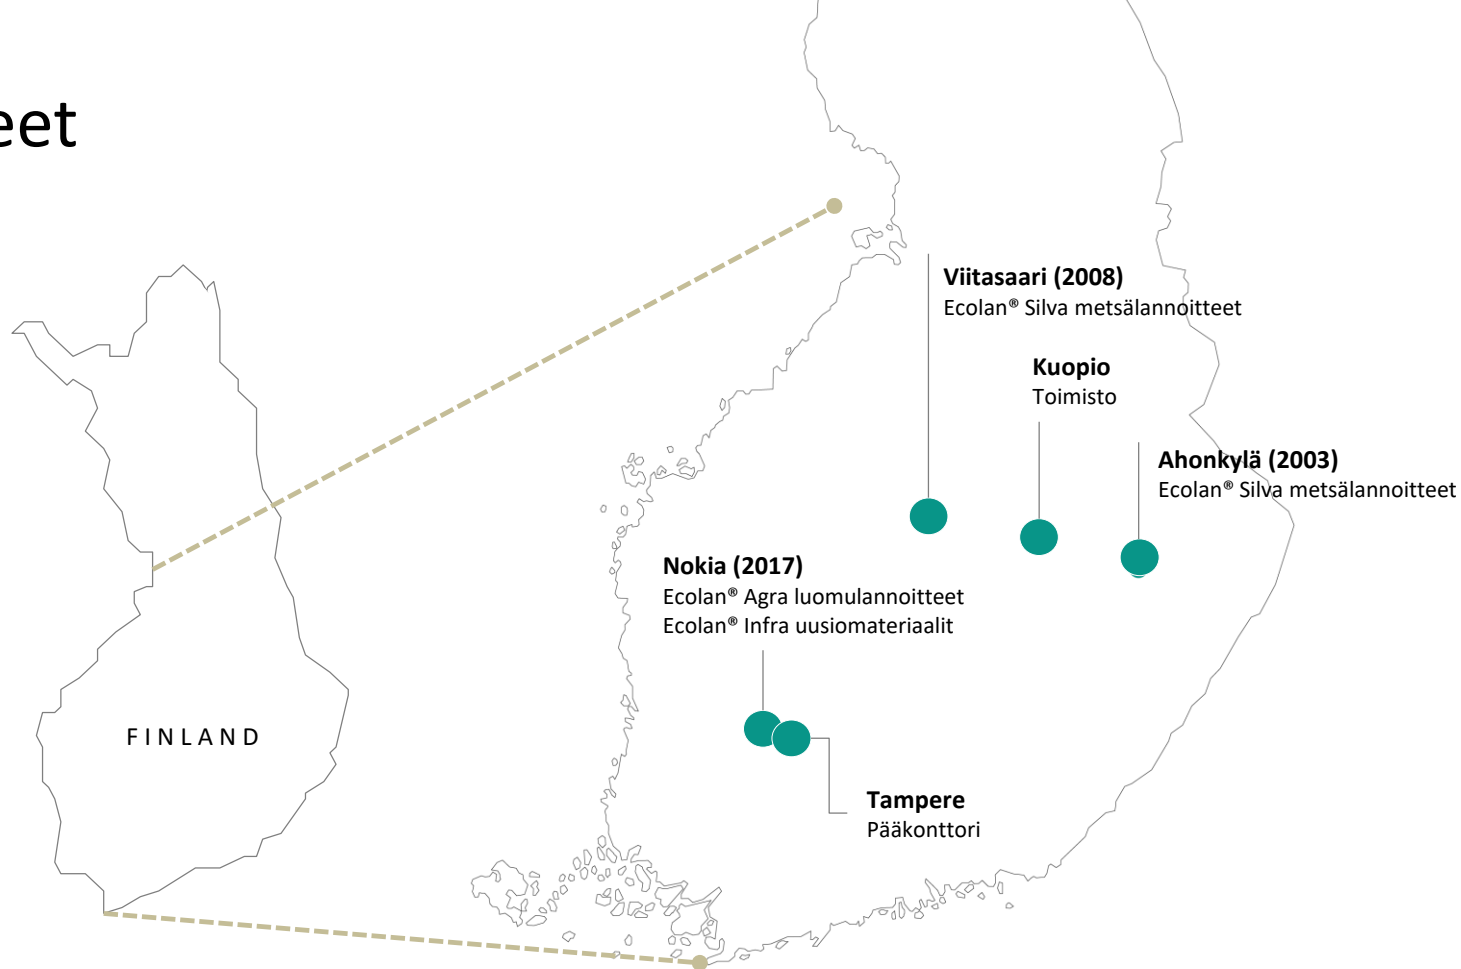 eet
Viitasaari (2008)
Ecolan® Silva metsälannoitteet
Kuopio
Toimisto
Ahonkylä (2003)
Ecolan® Silva metsälannoitteet
Nokia (2017)
Ecolan® Agra luomulannoitteet
Ecolan® Infra uusiomateriaalit
FINLAND
Tampere
Pääkonttori